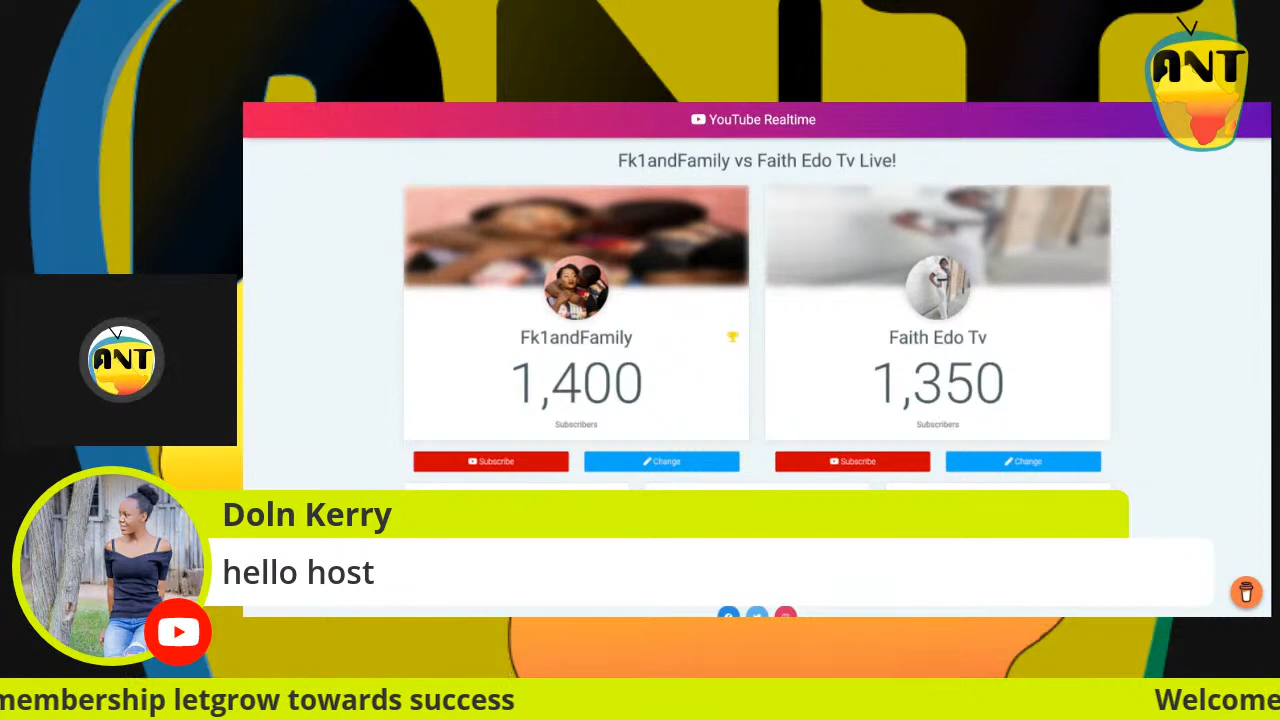 ANT
YouTube Realtime
Fk1andFamily vs Faith Edo Tv Live!
Fk1andFamily
1,400
Subscribers
Subscribe
Change
Faith Edo Tv
1,350
Subscribers
Subscribe
Change
ANT
Doln Kerry
hello host
membership letgrow towards success
Welcome